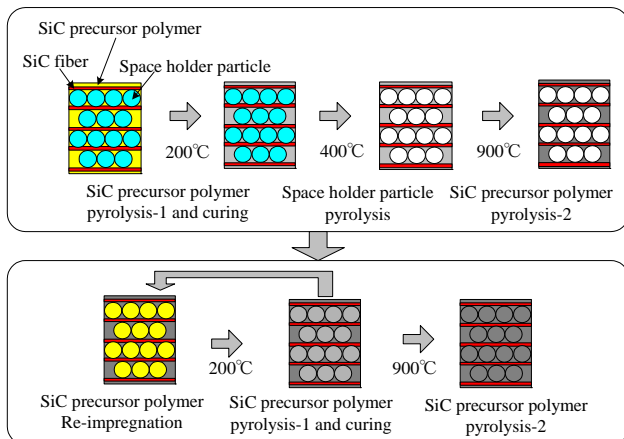 SiC precursor polymer
SiC fiber
Space holder particle
200℃
400℃
900℃
SiC precursor polymer
pyrolysis-1 and curing
Space holder particle
pyrolysis
SiC precursor polymer
pyrolysis-2
200℃
900℃
SiC precursor polymer
Re-impregnation
SiC precursor polymer
pyrolysis-1 and curing
SiC precursor polymer
pyrolysis-2